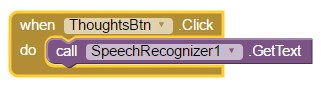 when ThoughtsBtn .Click
do call SpeechRecognizer1 .GetText